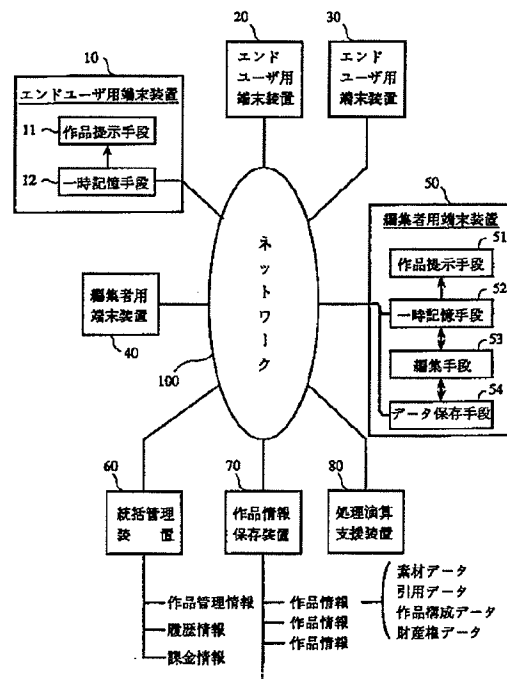 10
エンドユーザ用端末装置
11
作品提示手段
12
一時記憶手段
20
エンド
ユーザ用
端末装置
30
エンド
ユーザ用
端末装置
ネットワーク
100
編集者用
端末装置
40
50
編集者用端末装置
51
作品提示手段
52
一時記憶手段
53
編集手段
54
データ保存手段
60
統括管理
装 置
70
作品情報
保存装置
80
処理演算
支援装置
作品管理情報
履歴情報
課金情報
作品情報
作品情報
作品情報
素材データ
引用データ
作品構成データ
財産権データ